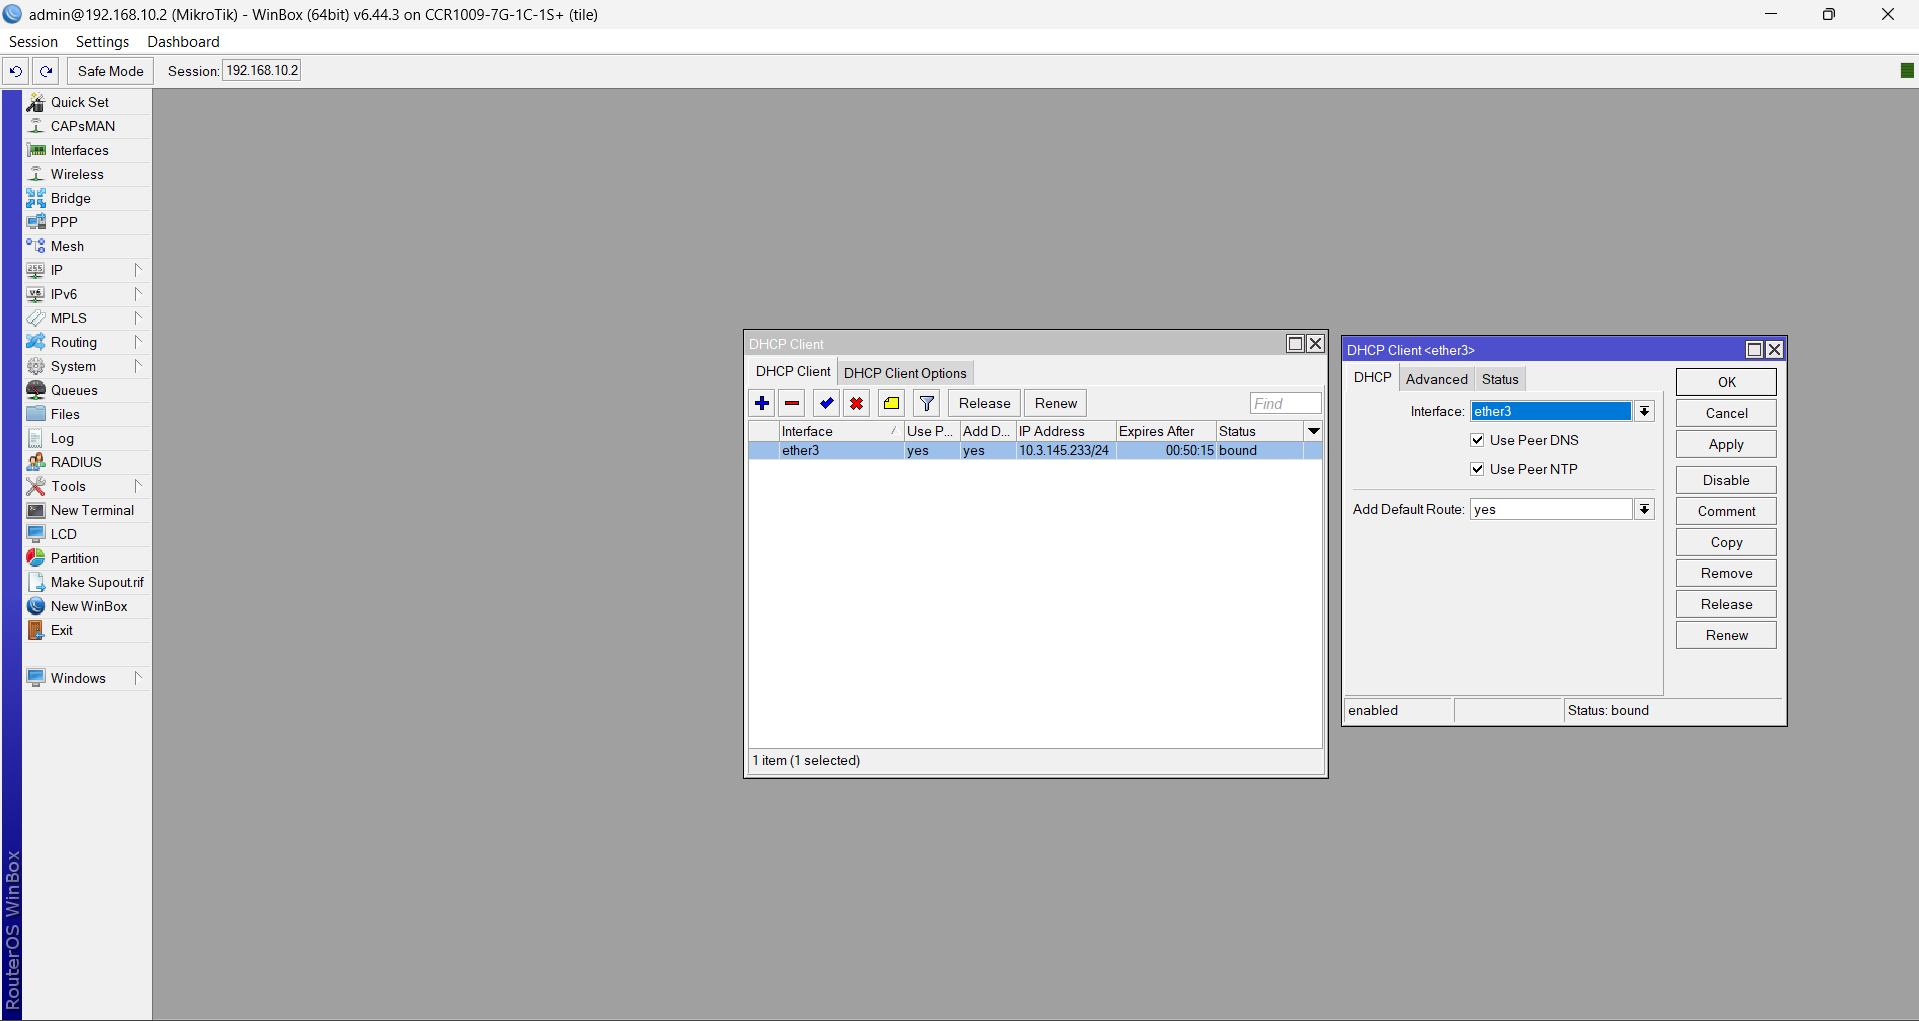 admin@192.168.10.2 (MikroTik) - WinBox (64bit) v6.44.3 on CCR1009-7G-1C-1S+ (tile)
Session Settings Dashboard
Safe Mode Session: 192.168.10.2
Quick Set
CAPsMAN
Interfaces
Wireless
Bridge
PPP
Mesh
IP
IPv6
MPLS
Routing
System
Queues
Files
Log
RADIUS
Tools
New Terminal
LCD
Partition
Make Supout.rif
New WinBox
Exit
Windows
RouterOS WinBox
DHCP Client
DHCP Client DHCP Client Options
Release Renew Find
Interface Use P... Add D... IP Address Expires After Status
ether3 yes yes 10.3.145.233/24 00:50:15 bound
1 item (1 selected)
DHCP Client <ether3>
DHCP Advanced Status
Interface: ether3
Use Peer DNS
Use Peer NTP
Add Default Route: yes
OK
Cancel
Apply
Disable
Comment
Copy
Remove
Release
Renew
enabled Status: bound